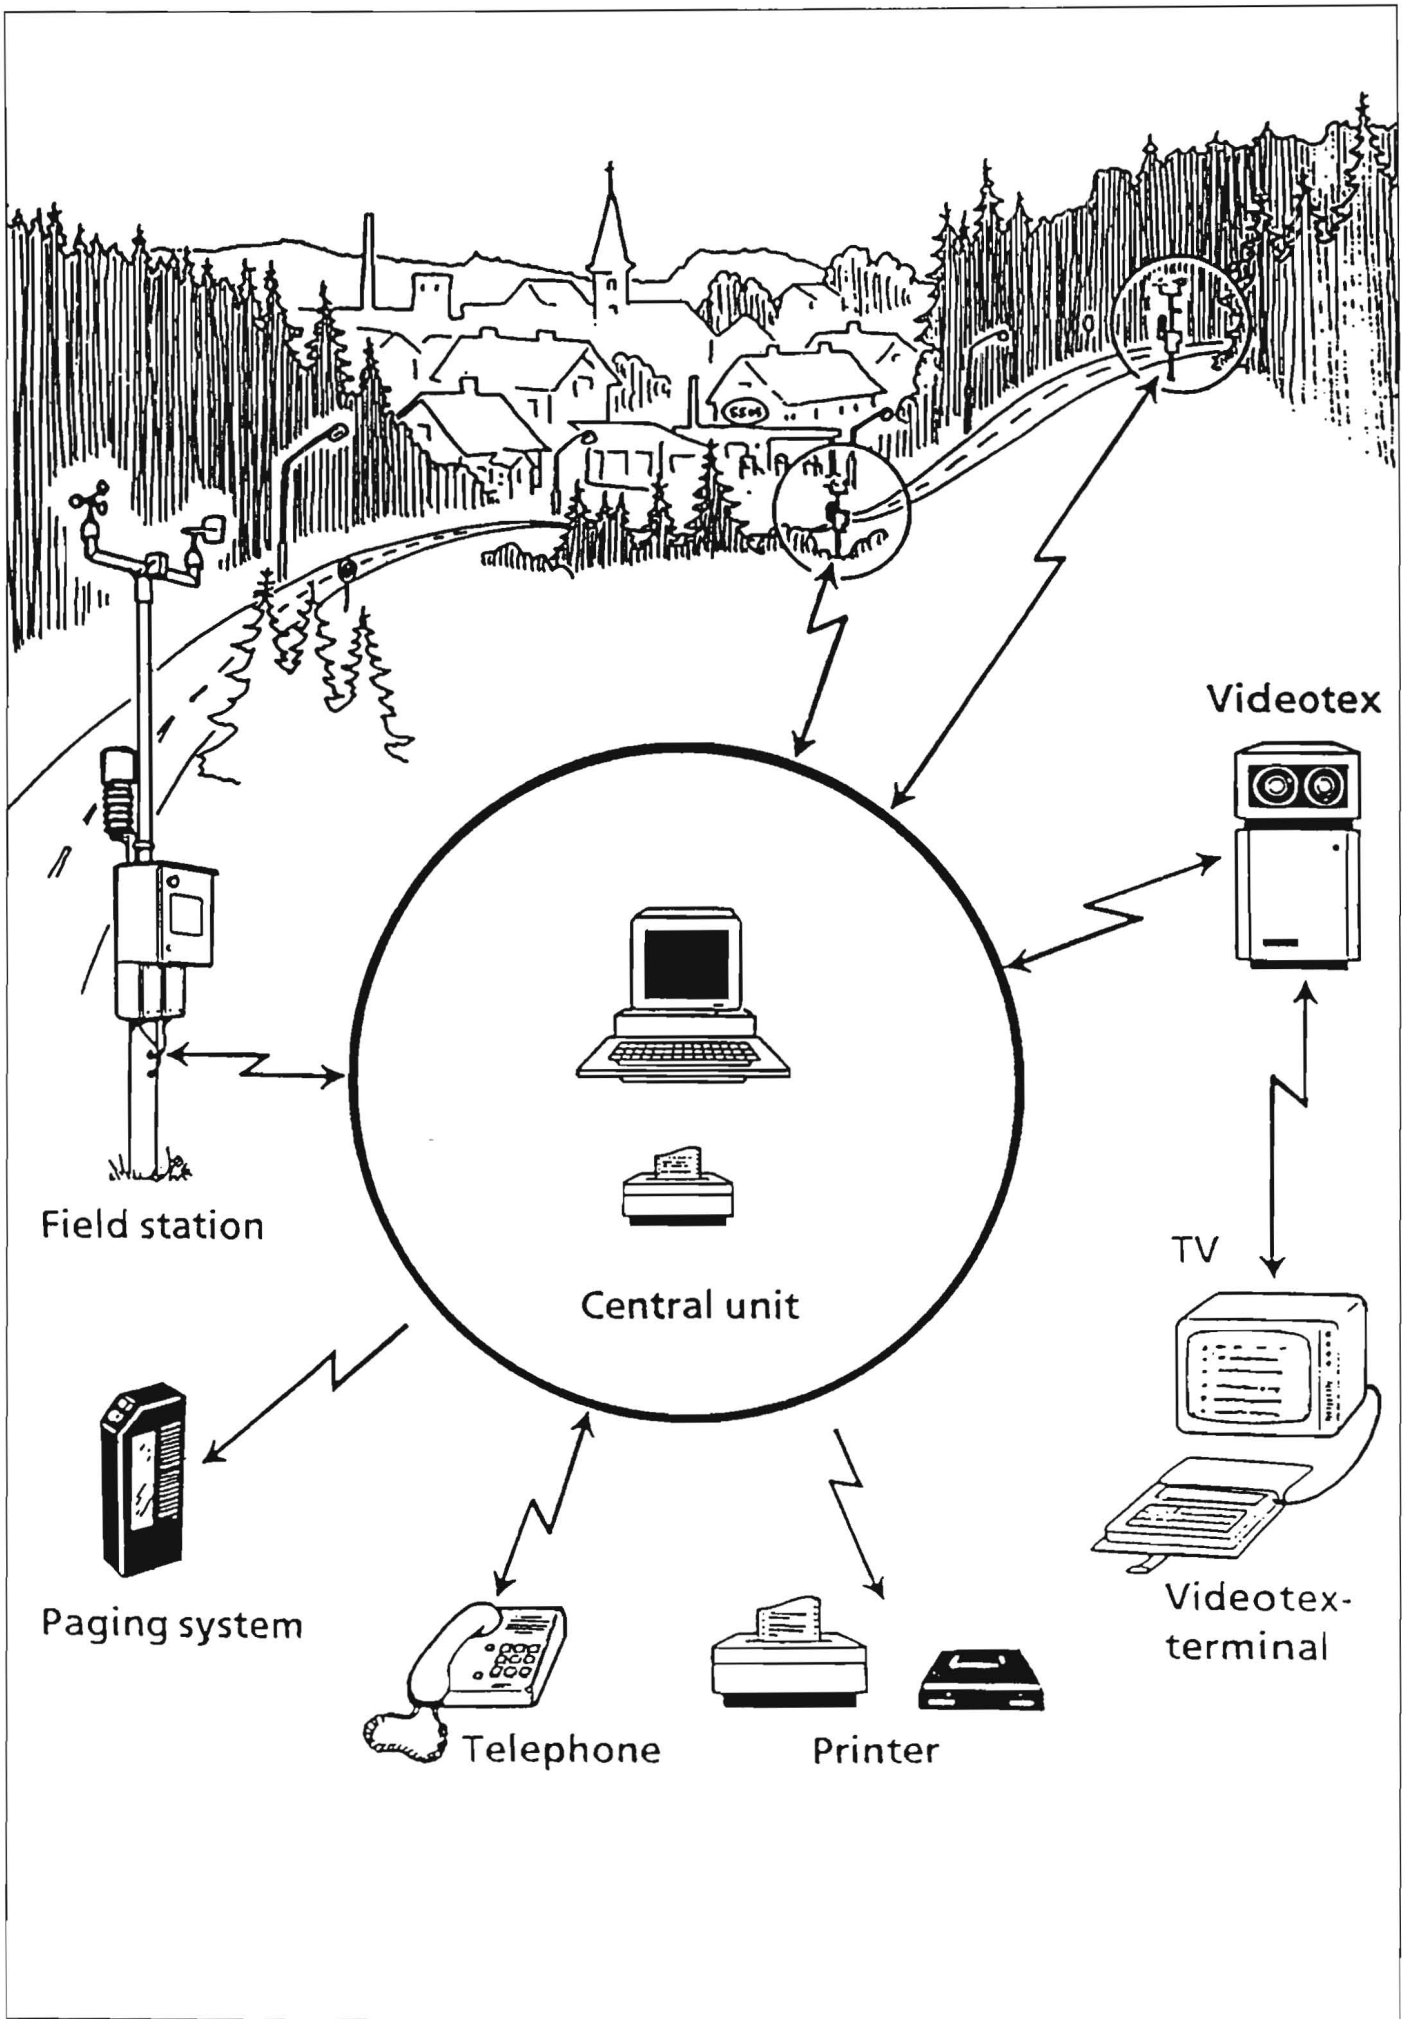 Videotex
Field station
TV
Central unit
Videotex-
terminal
Paging system
Telephone
Printer